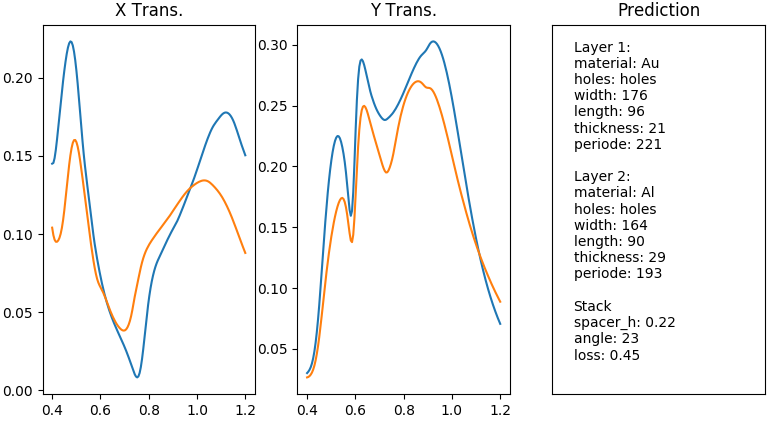 X Trans.
0.20
0.15
0.10
0.05
0.00
0.4 0.6 0.8 1.0 1.2
Y Trans.
0.30
0.25
0.20
0.15
0.10
0.05
0.4 0.6 0.8 1.0 1.2
Prediction
Layer 1:
material: Au
holes: holes
width: 176
length: 96
thickness: 21
periode: 221
Layer 2:
material: Al
holes: holes
width: 164
length: 90
thickness: 29
periode: 193
Stack
spacer_h: 0.22
angle: 23
loss: 0.45